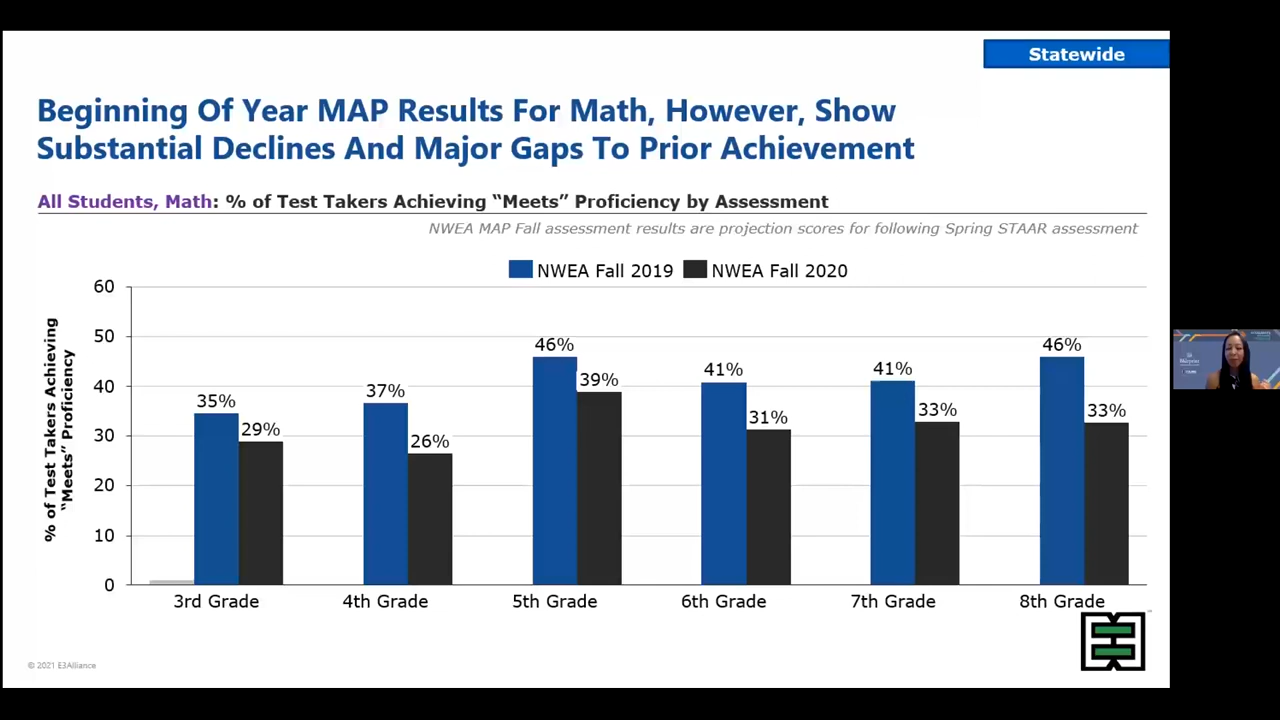 Statewide
Beginning Of Year MAP Results For Math, However, Show
Substantial Declines And Major Gaps To Prior Achievement
All Students, Math: % of Test Takers Achieving “Meets” Proficiency by Assessment
NWEA MAP Fall assessment results are projection scores for following Spring STAAR assessment
NWEA Fall 2019 NWEA Fall 2020
% of Test Takers Achieving
“Meets” Proficiency
60
50
40
30
20
10
0
35% 29%
37% 26%
46% 39%
41% 31%
41% 33%
46% 33%
3rd Grade 4th Grade 5th Grade 6th Grade 7th Grade 8th Grade
© 2021 E3Alliance